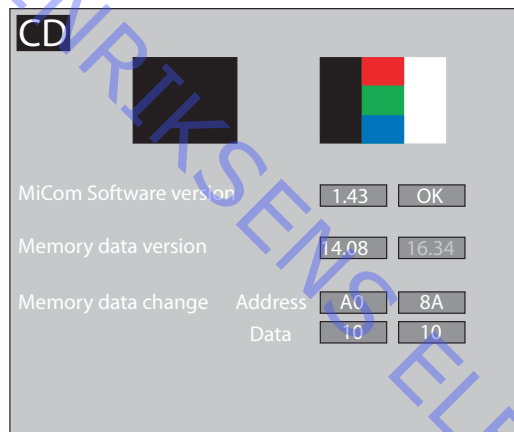 CD
MiCom Software version 1.43 OK
Memory data version 14.08 16.34
Memory data change Address A0 8A
Data 10 10